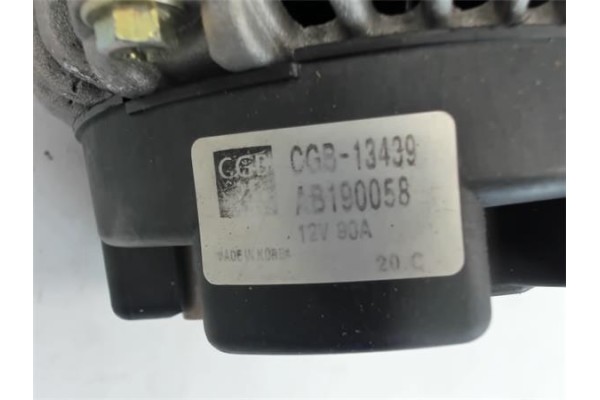 CGB CGB-13439
AB190058
12V 90A
MADE IN KOREA
20 C